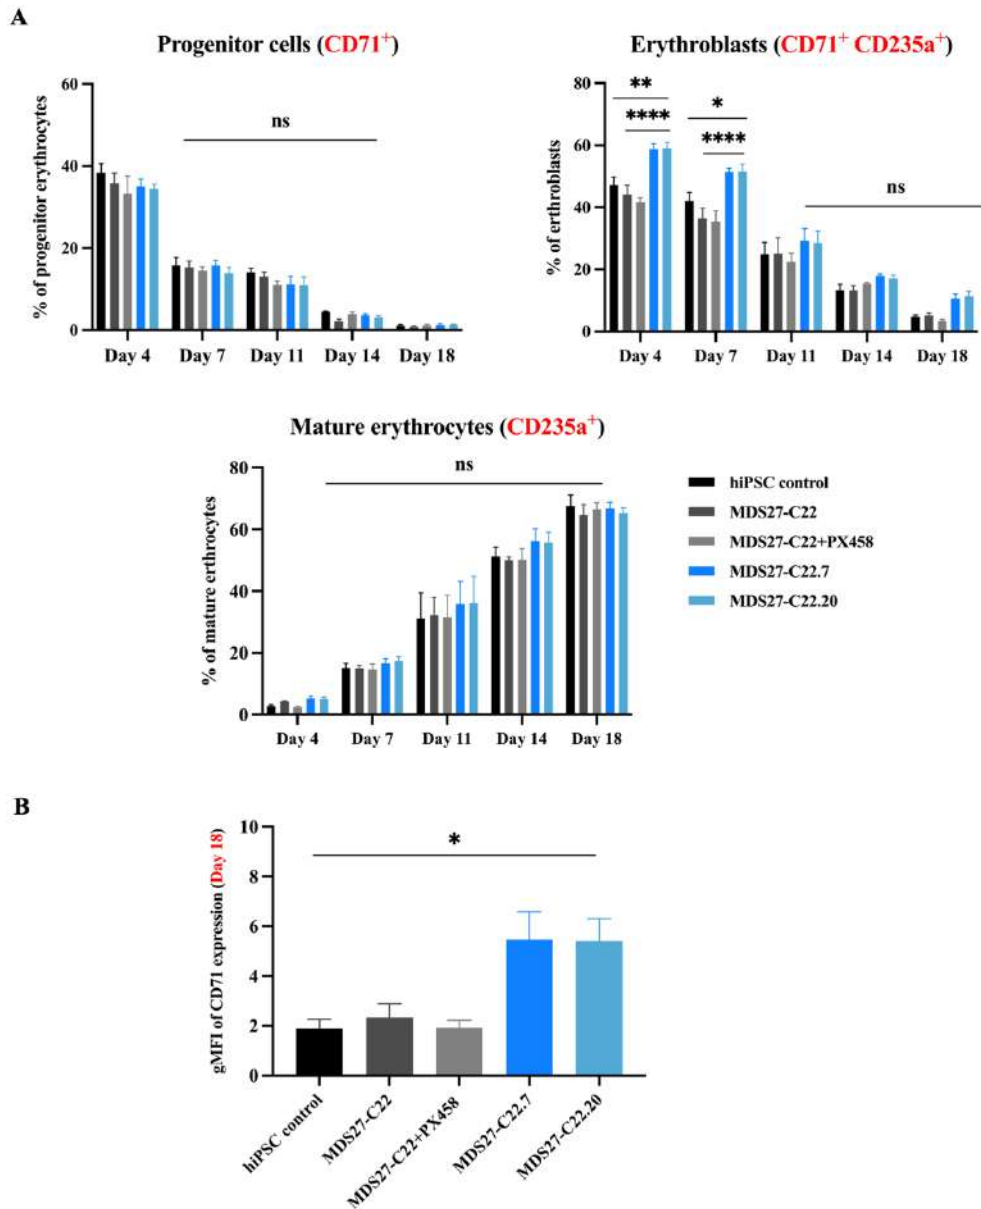 A
Progenitor cells (CD71+)
% of progenitor erythrocytes
60
40
20
0
ns
Day 4 Day 7 Day 11 Day 14 Day 18
Erythroblasts (CD71+ CD235a+)
% of erthroblasts
80
60
40
20
0
**
****
*
****
ns
Day 4 Day 7 Day 11 Day 14 Day 18
Mature erythrocytes (CD235a+)
% of mature erthrocytes
80
60
40
20
0
ns
Day 4 Day 7 Day 11 Day 14 Day 18
hiPSC control
MDS27-C22
MDS27-C22+PX458
MDS27-C22.7
MDS27-C22.20
B
gMFI of CD71 expression (Day 18)
10
8
6
4
2
0
*
hiPSC control
MDS27-C22
MDS27-C22+PX458
MDS27-C22.7
MDS27-C22.20